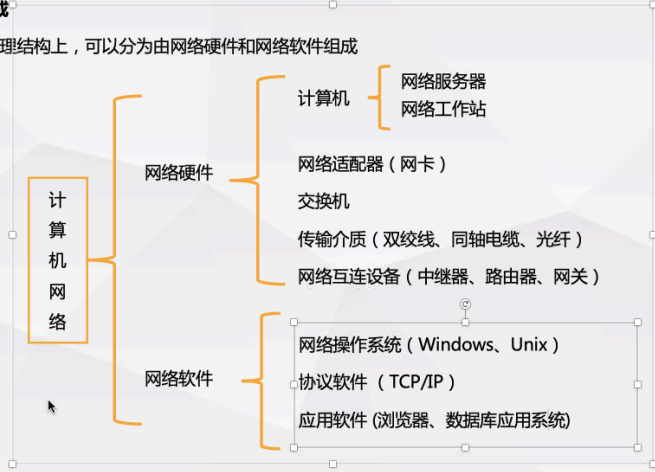 理结构上，可以分为由网络硬件和网络软件组成
计算机网络
网络硬件
计算机
网络服务器
网络工作站
网络适配器（网卡）
交换机
传输介质（双绞线、同轴电缆、光纤）
网络互连设备（中继器、路由器、网关）
网络软件
网络操作系统（Windows、Unix）
协议软件 （TCP/IP）
应用软件 (浏览器、数据库应用系统)